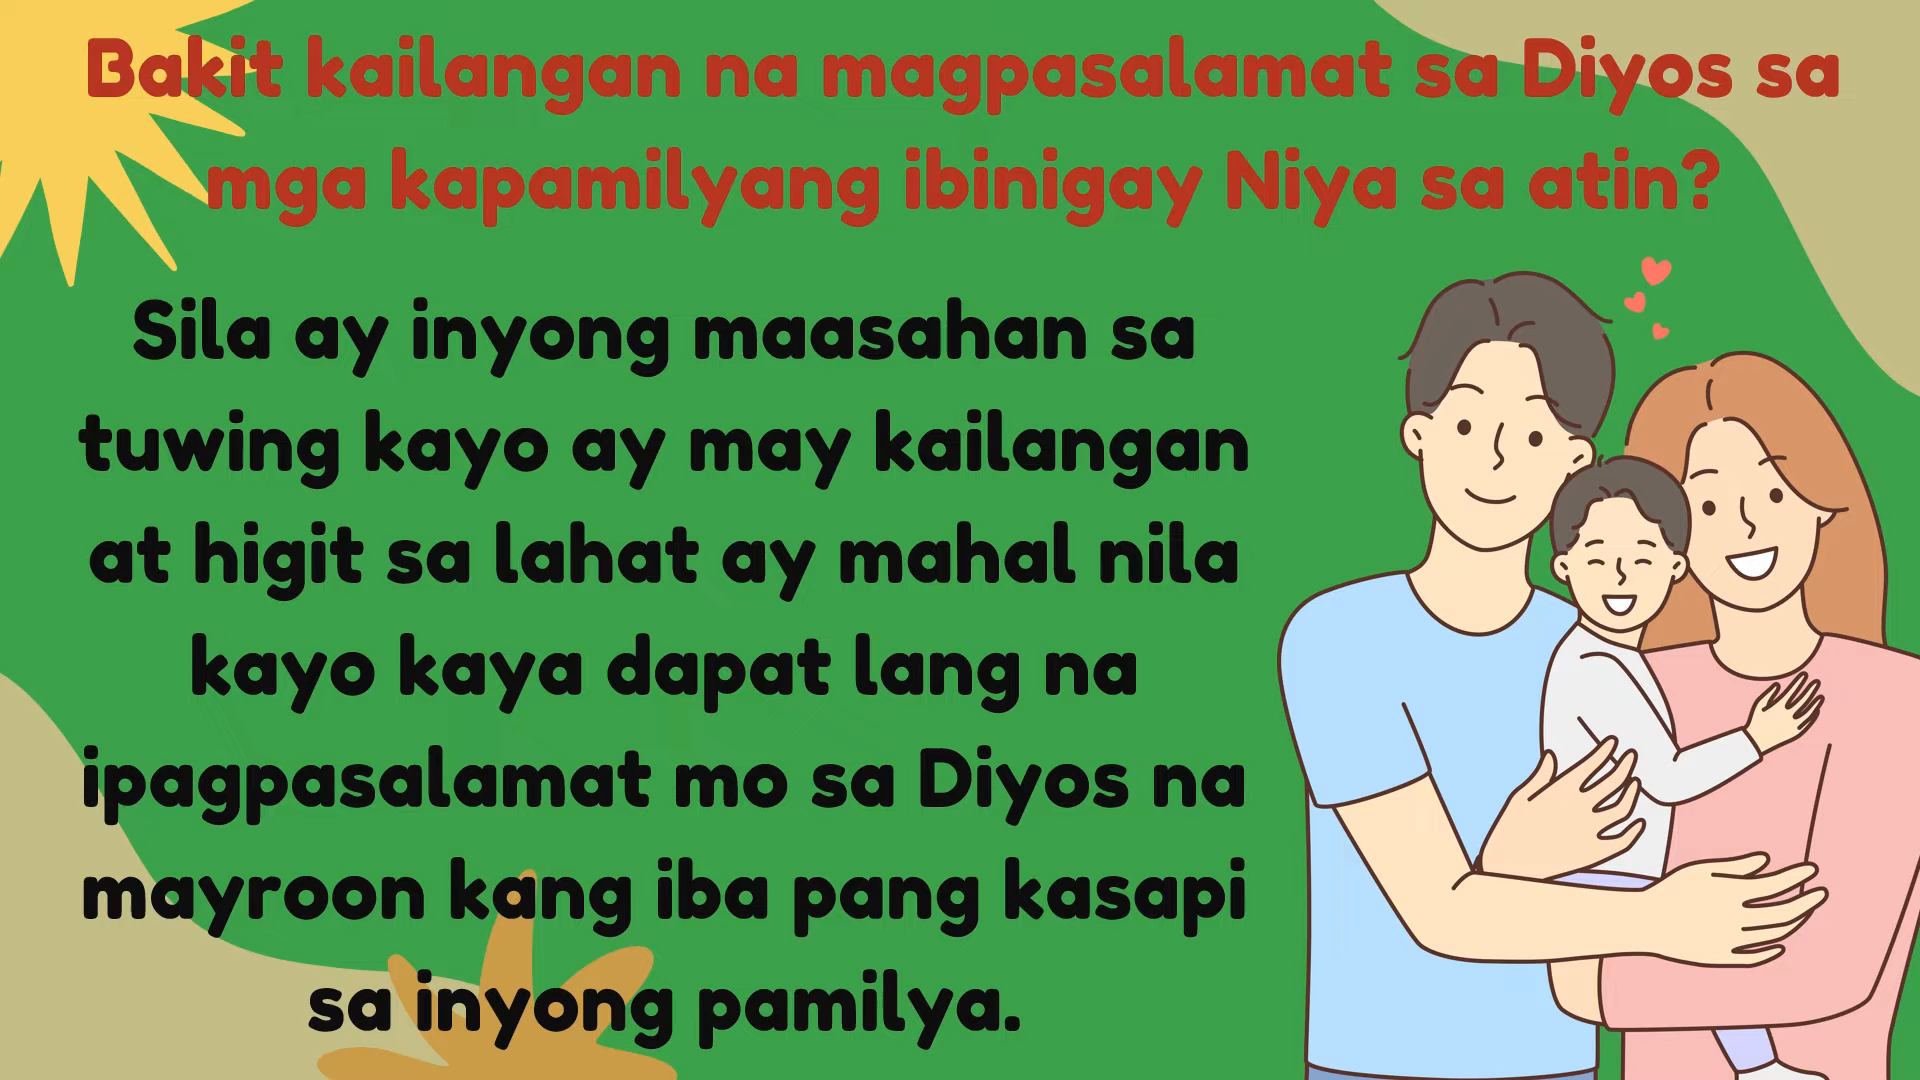 Bakit kailangan na magpasalamat sa Diyos sa
mga kapamilyang ibinigay Niya sa atin?
Sila ay inyong maasahan sa
tuwing kayo ay may kailangan
at higit sa lahat ay mahal nila
kayo kaya dapat lang na
ipagpasalamat mo sa Diyos na
mayroon kang iba pang kasapi
sa inyong pamilya.